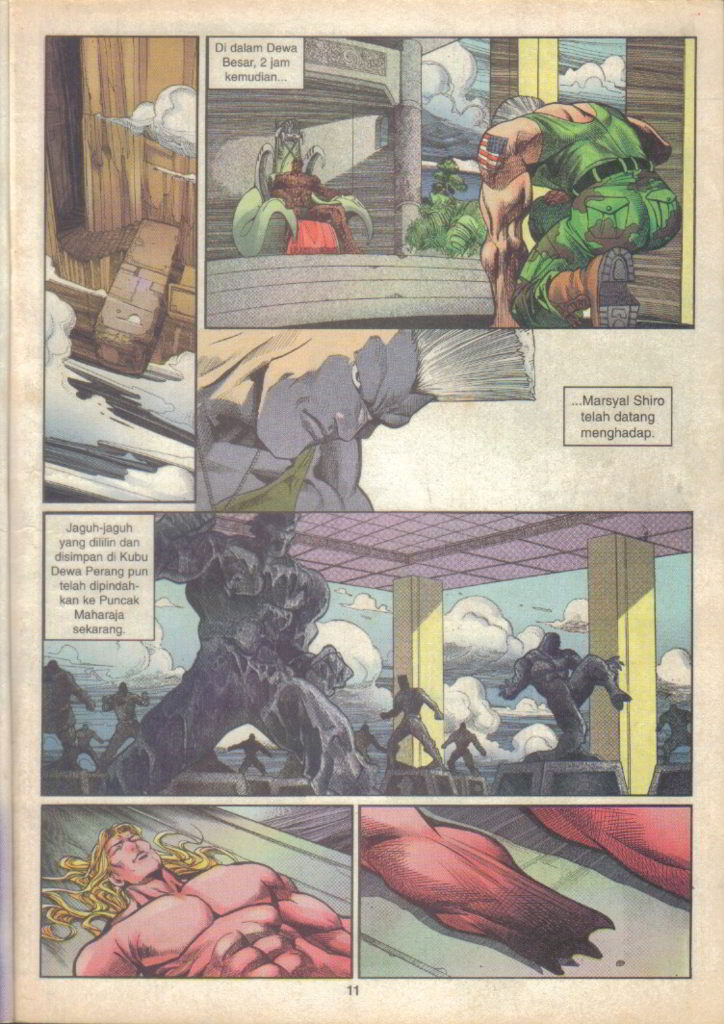 Di dalam Dewa
Besar, 2 jam
kemudian...
...Marsyal Shiro
telah datang
menghadap.
Jaguh-jaguh
yang dililin dan
disimpan di Kubu
Dewa Perang pun
telah dipindah-
kan ke Puncak
Maharaja
sekarang.
11